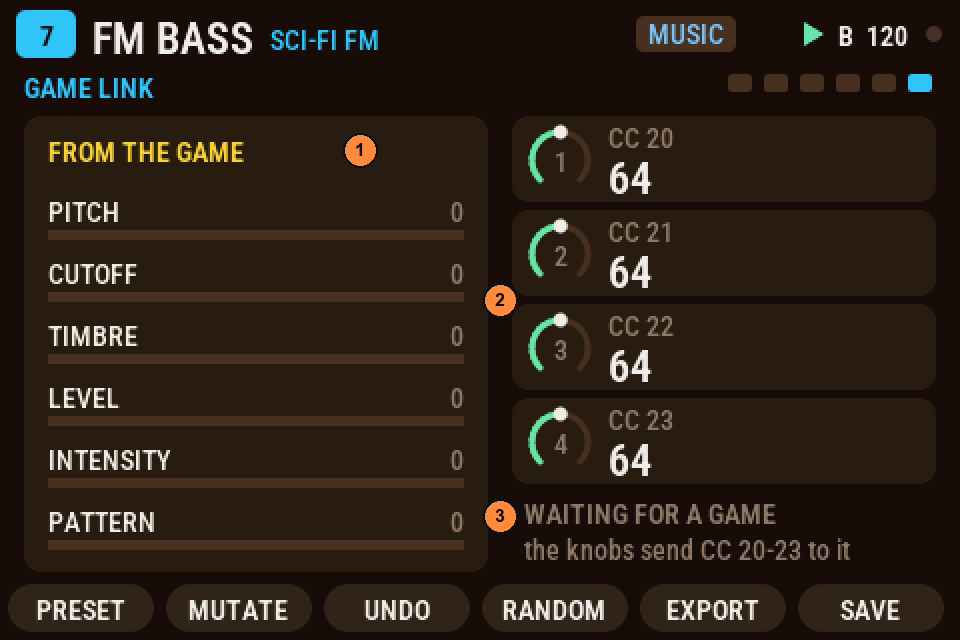 7 FM BASS SCI-FI FM MUSIC B 120
GAME LINK
FROM THE GAME 1
PITCH 0
CUTOFF 0
TIMBRE 0
LEVEL 0
INTENSITY 0
PATTERN 0
1 CC 20
64
2 CC 21
64
2
3 CC 22
64
4 CC 23
64
3 WAITING FOR A GAME
the knobs send CC 20-23 to it
PRESET MUTATE UNDO RANDOM EXPORT SAVE